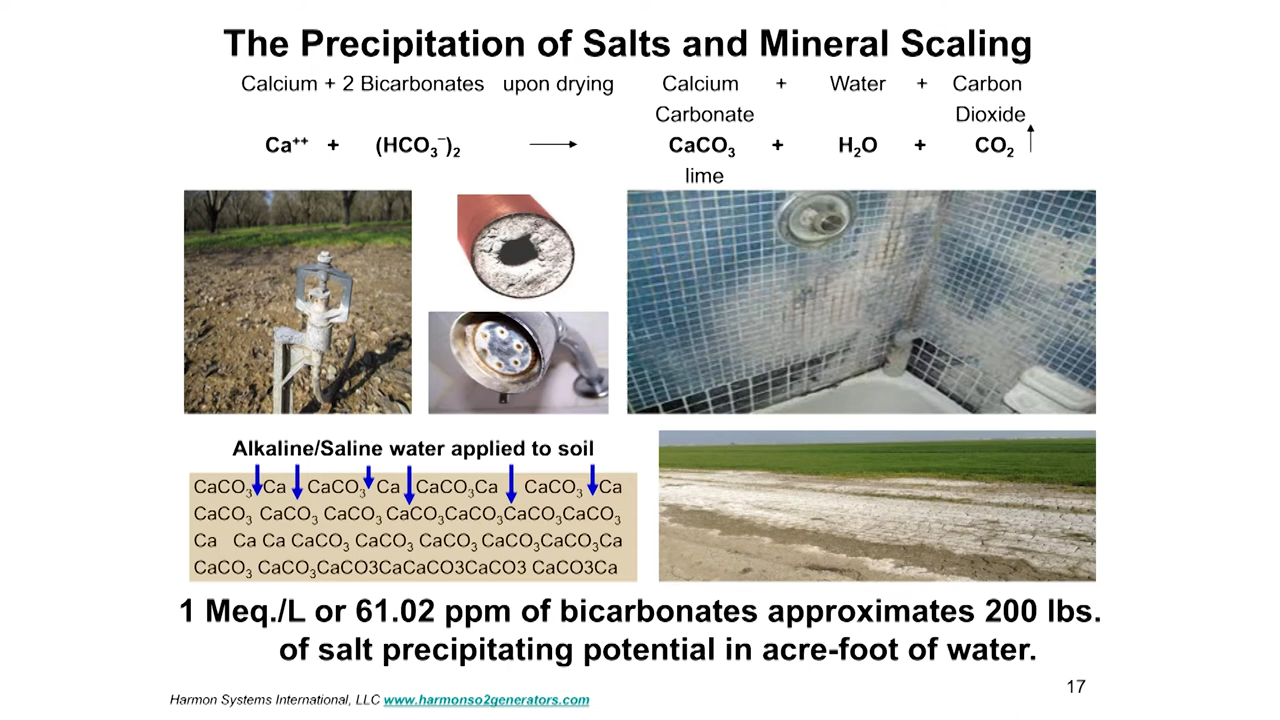 The Precipitation of Salts and Mineral Scaling
Calcium + 2 Bicarbonates upon drying Calcium + Water + Carbon
Carbonate Dioxide
Ca⁺⁺ + (HCO₃⁻)₂ → CaCO₃ + H₂O + CO₂ ↑
lime
Alkaline/Saline water applied to soil
CaCO₃ Ca CaCO₃ Ca CaCO₃Ca CaCO₃ Ca
CaCO₃ CaCO₃ CaCO₃ CaCO₃CaCO₃CaCO₃CaCO₃
Ca Ca Ca CaCO₃ CaCO₃ CaCO₃ CaCO₃CaCO₃Ca
CaCO₃ CaCO₃CaCO3CaCaCO3CaCO3 CaCO3Ca
1 Meq./L or 61.02 ppm of bicarbonates approximates 200 lbs.
of salt precipitating potential in acre-foot of water.
17
Harmon Systems International, LLC www.harmonso2generators.com